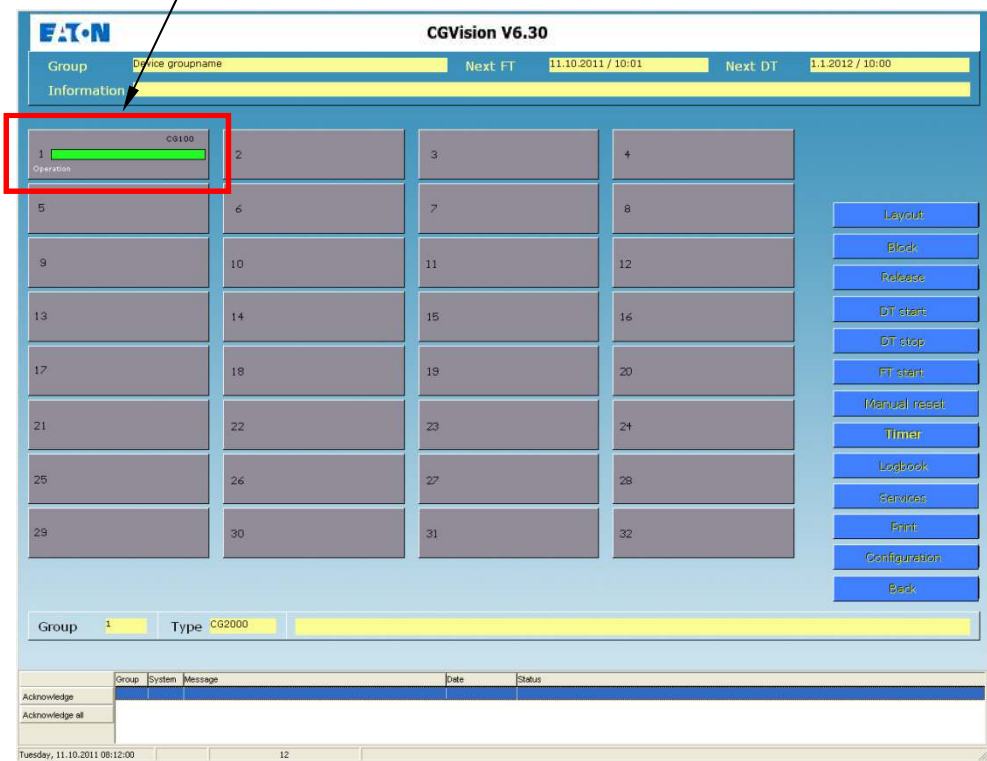 EATON
CGVision V6.30
Group Device groupname Next FT 11.10.2011 / 10:01 Next DT 1.1.2012 / 10:00
Information
CG100
1 2 3 4
Operation
5 6 7 8
Layout
Block
9 10 11 12
Release
13 14 15 16
DT start
DT stop
17 18 19 20
FT start
Manual reset
21 22 23 24
Timer
Logbook
25 26 27 28
Services
Print
29 30 31 32
Configuration
Back
Group 1 Type CG2000
Group System Message Date Status
Acknowledge
Acknowledge all
Tuesday, 11.10.2011 08:12:00 12